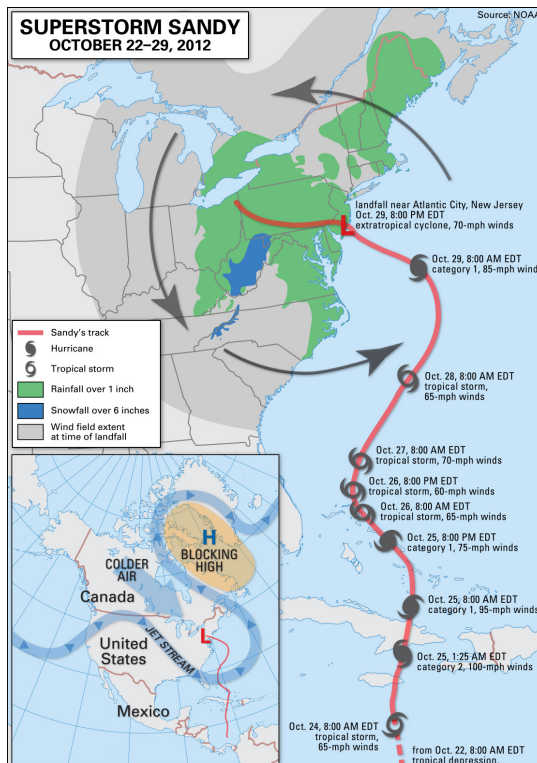 SUPERSTORM SANDY
OCTOBER 22–29, 2012
Source: NOAA
landfall near Atlantic City, New Jersey
Oct. 29, 8:00 PM EDT
extratropical cyclone, 70-mph winds
L
Oct. 29, 8:00 AM EDT
category 1, 85-mph winds
Oct. 28, 8:00 AM EDT
tropical storm,
65-mph winds
Oct. 27, 8:00 AM EDT
tropical storm, 70-mph winds
Oct. 26, 8:00 PM EDT
tropical storm, 60-mph winds
Oct. 26, 8:00 AM EDT
tropical storm, 65-mph winds
Oct. 25, 8:00 PM EDT
category 1, 75-mph winds
Oct. 25, 8:00 AM EDT
category 1, 95-mph winds
Oct. 25, 1:25 AM EDT
category 2, 100-mph winds
Oct. 24, 8:00 AM EDT
tropical storm,
65-mph winds
from Oct. 22, 8:00 AM EDT
tropical depression,
Sandy's track
Hurricane
Tropical storm
Rainfall over 1 inch
Snowfall over 6 inches
Wind field extent
at time of landfall
H
BLOCKING
HIGH
COLDER
AIR
Canada
L
JET STREAM
United
States
Mexico